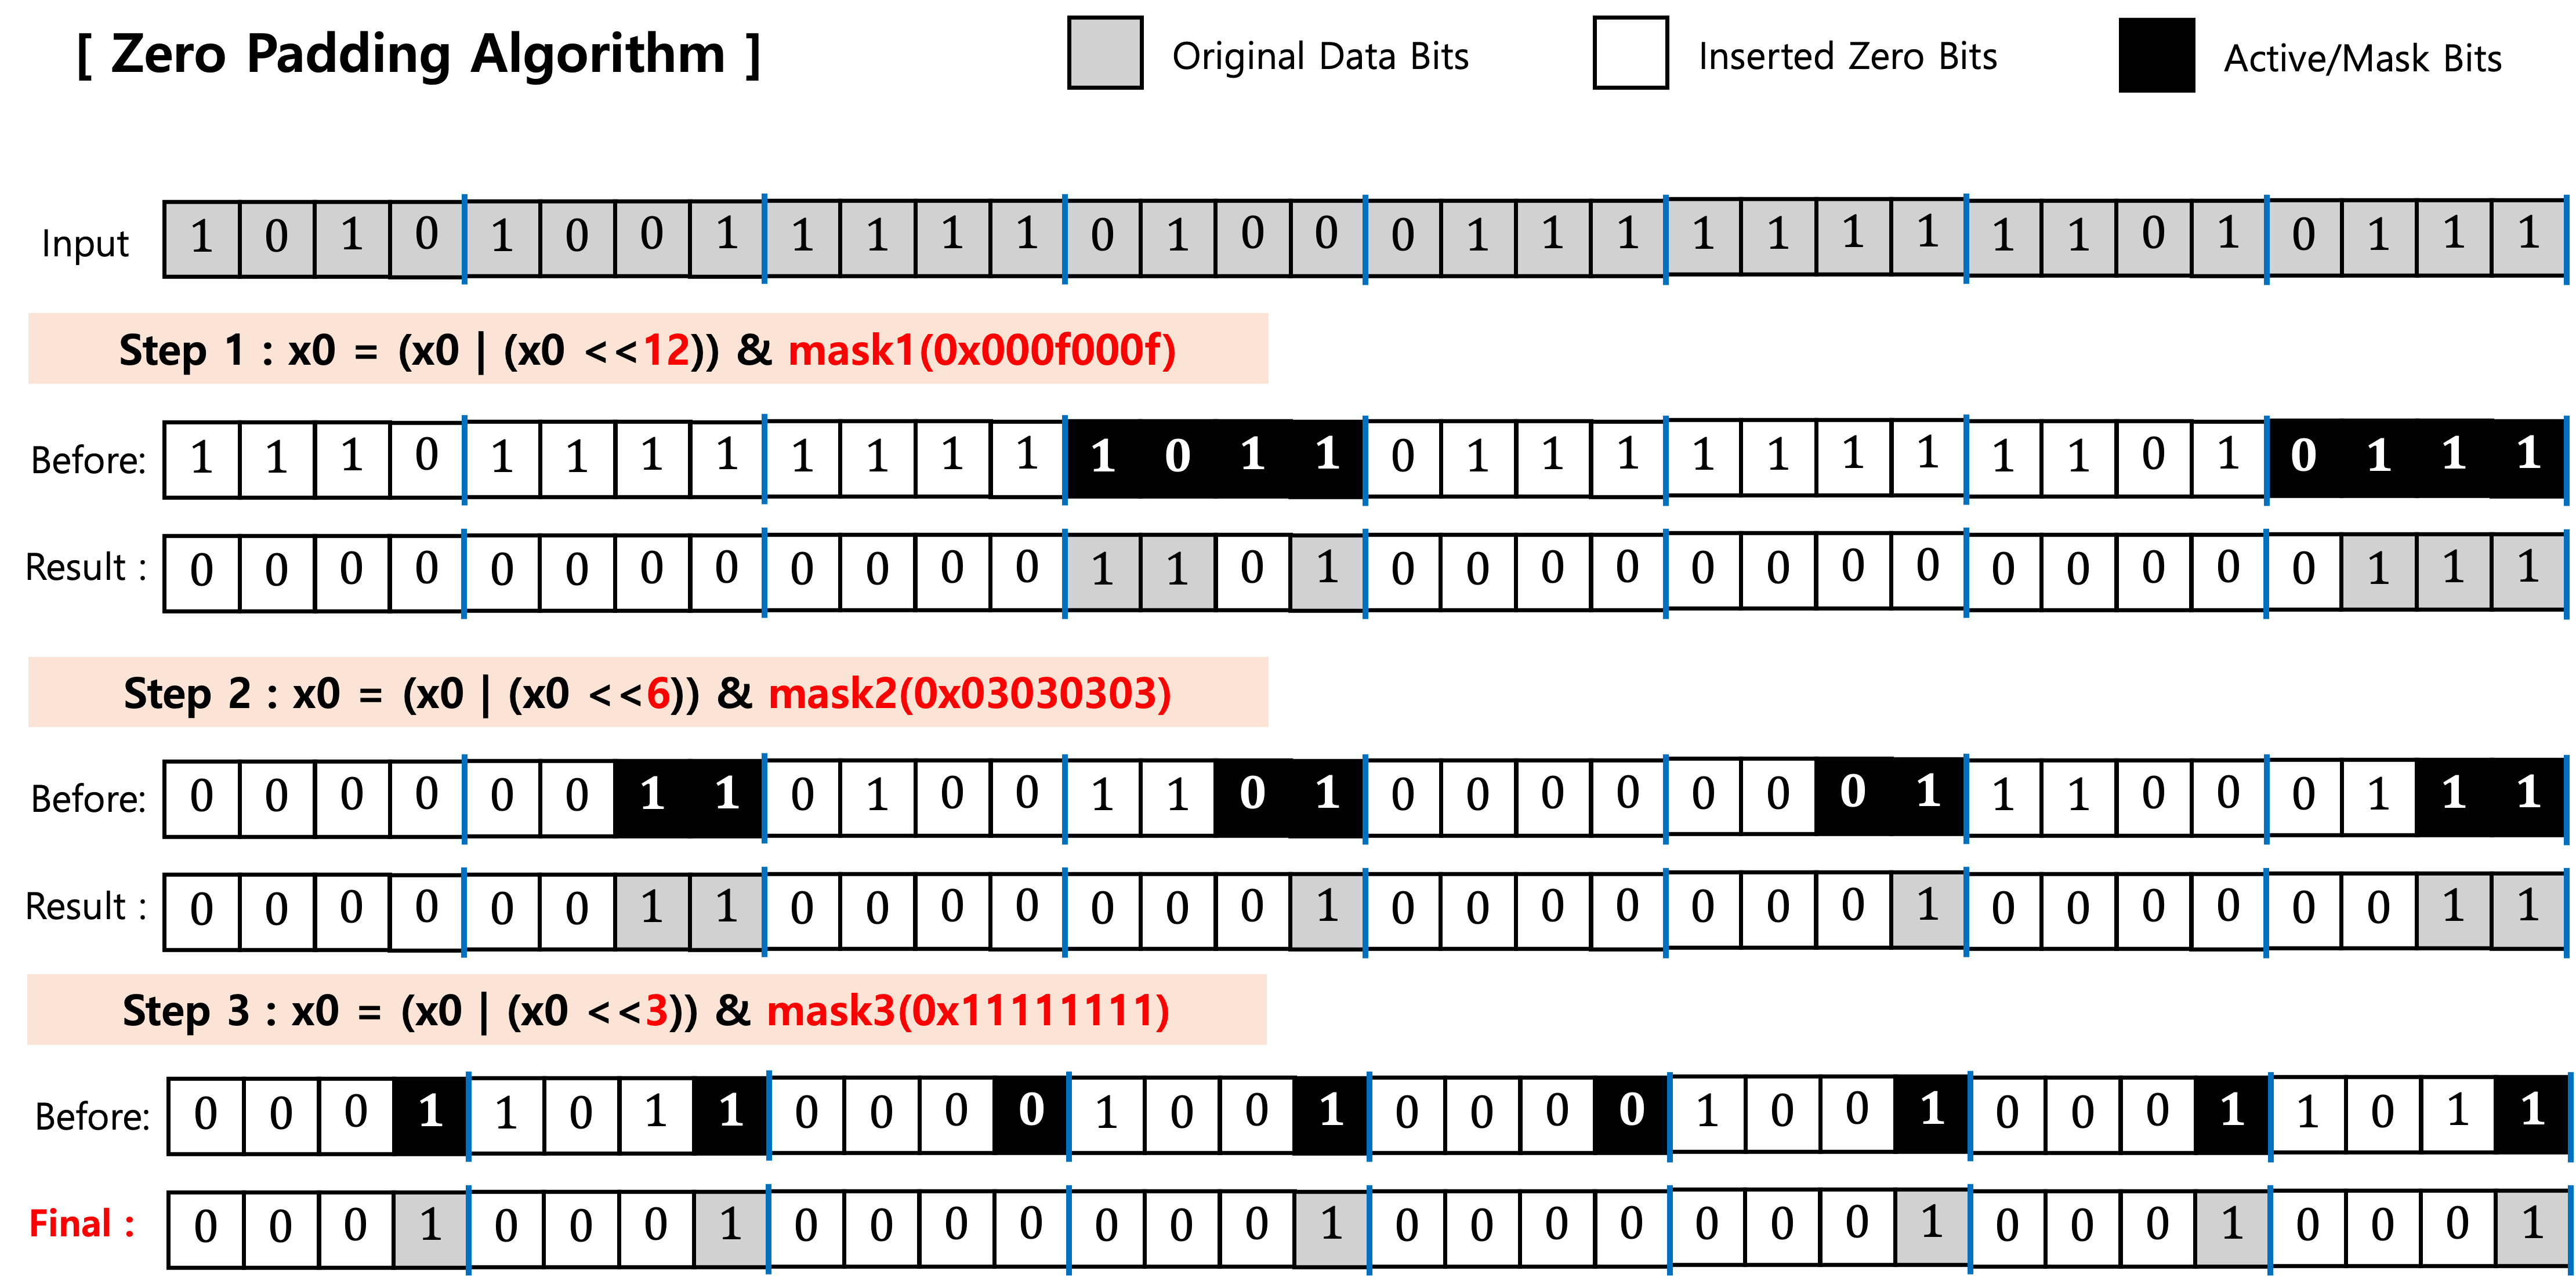 [ Zero Padding Algorithm ] Original Data Bits Inserted Zero Bits Active/Mask Bits
Input 1 0 1 0 1 0 0 1 1 1 1 1 0 1 0 0 0 1 1 1 1 1 1 1 1 1 0 1 0 1 1 1
Step 1 : x0 = (x0 | (x0 <<12)) & mask1(0x000f000f)
Before: 1 1 1 0 1 1 1 1 1 1 1 1 1 0 1 1 0 1 1 1 1 1 1 1 1 1 0 1 0 1 1 1
Result : 0 0 0 0 0 0 0 0 0 0 0 0 1 1 0 1 0 0 0 0 0 0 0 0 0 0 0 0 0 1 1 1
Step 2 : x0 = (x0 | (x0 <<6)) & mask2(0x03030303)
Before: 0 0 0 0 0 0 1 1 0 1 0 0 1 1 0 1 0 0 0 0 0 0 0 1 1 1 0 0 0 1 1 1
Result : 0 0 0 0 0 0 1 1 0 0 0 0 0 0 0 1 0 0 0 0 0 0 0 1 0 0 0 0 0 0 1 1
Step 3 : x0 = (x0 | (x0 <<3)) & mask3(0x11111111)
Before: 0 0 0 1 1 0 1 1 0 0 0 0 1 0 0 1 0 0 0 0 1 0 0 1 0 0 0 1 1 0 1 1
Final : 0 0 0 1 0 0 0 1 0 0 0 0 0 0 0 1 0 0 0 0 0 0 0 1 0 0 0 1 0 0 0 1